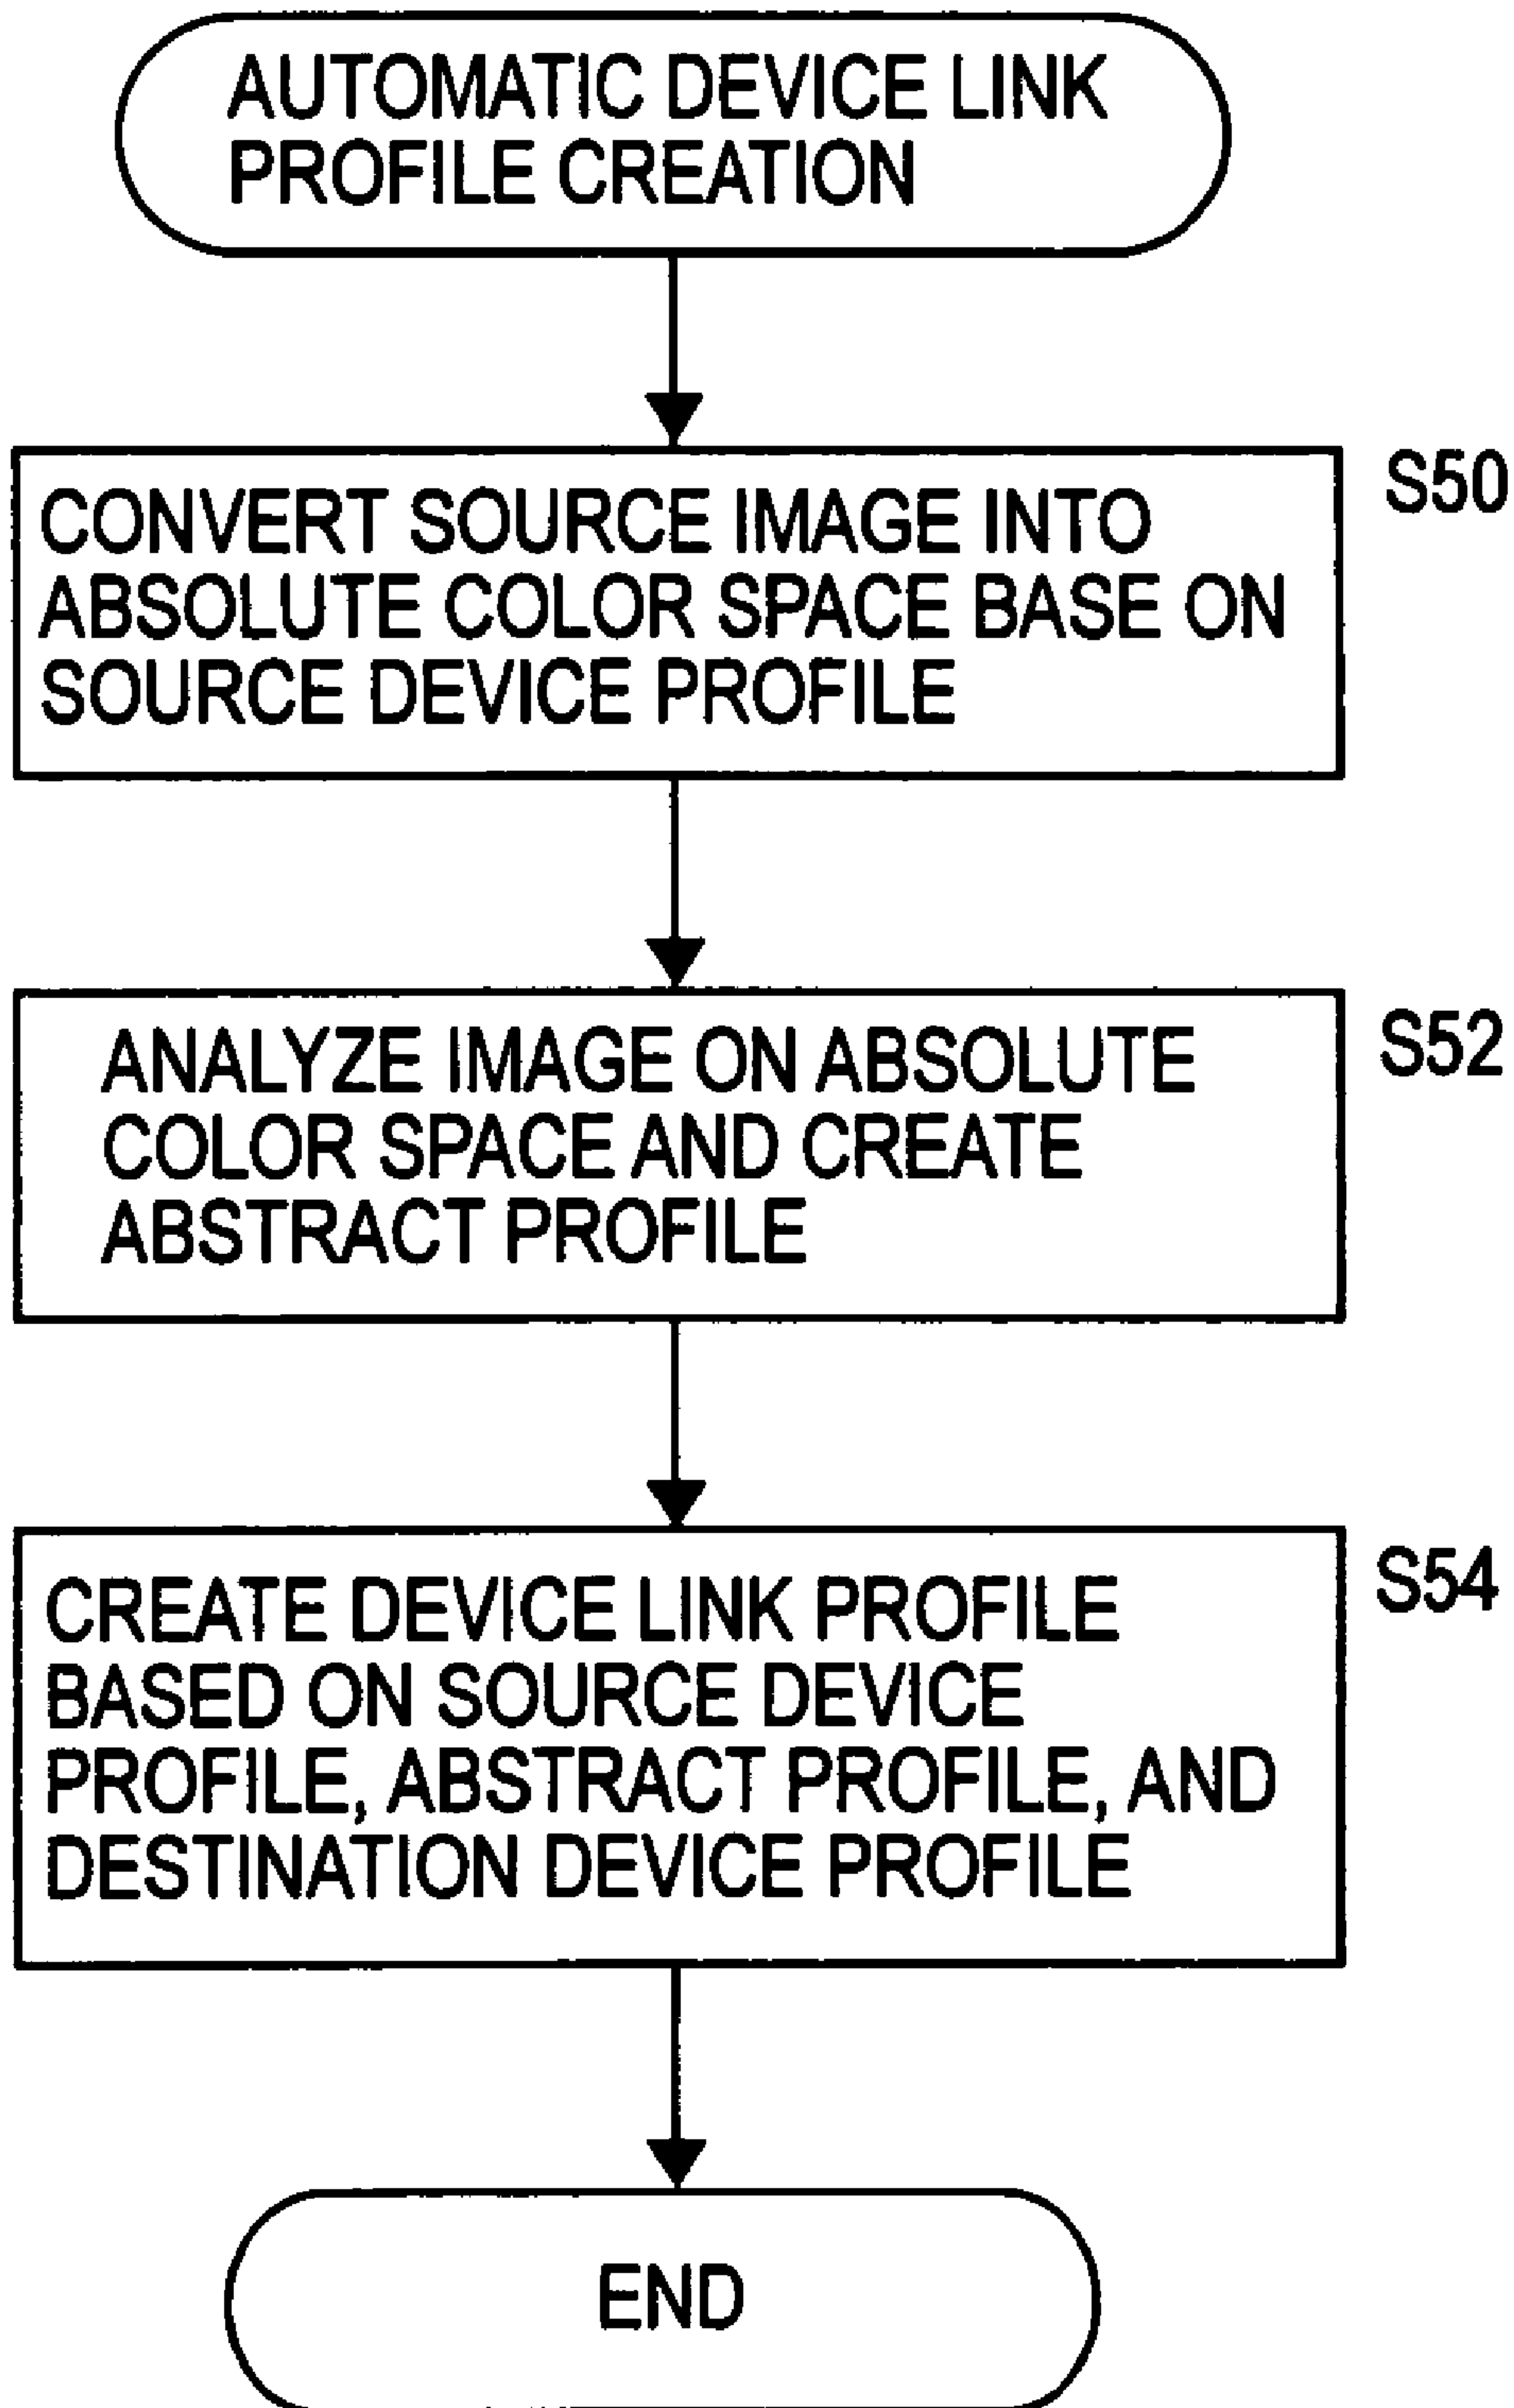 AUTOMATIC DEVICE LINK
PROFILE CREATION
S50
CONVERT SOURCE IMAGE INTO
ABSOLUTE COLOR SPACE BASE ON
SOURCE DEVICE PROFILE
S52
ANALYZE IMAGE ON ABSOLUTE
COLOR SPACE AND CREATE
ABSTRACT PROFILE
S54
CREATE DEVICE LINK PROFILE
BASED ON SOURCE DEVICE
PROFILE, ABSTRACT PROFILE, AND
DESTINATION DEVICE PROFILE
END